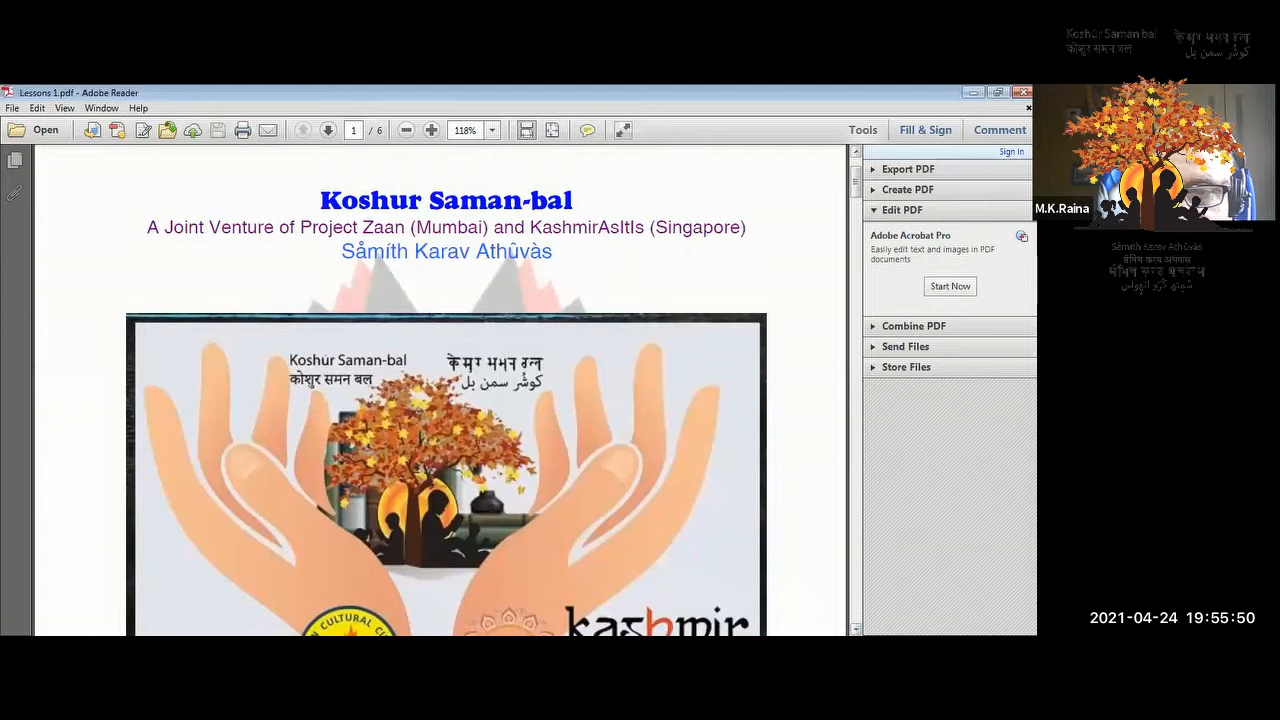 Koshur Saman-bal
कोशुर समन बल
کوشُر سمن بل
Lessons 1.pdf - Adobe Reader
File Edit View Window Help
Open
1 / 6
118%
Tools
Fill & Sign
Comment
Sign In
Export PDF
Create PDF
Edit PDF
Adobe Acrobat Pro
Easily edit text and images in PDF
documents
Start Now
Combine PDF
Send Files
Store Files
Koshur Saman-bal
A Joint Venture of Project Zaan (Mumbai) and KashmirAsItIs (Singapore)
Såmíth Karav Athûvàs
Koshur Saman-bal
कोशुर समन बल
کوشُر سمن بل
CULTURAL
kashmir
M.K.Raina
Såmíth Karav Athûvàs
2021-04-24 19:55:50